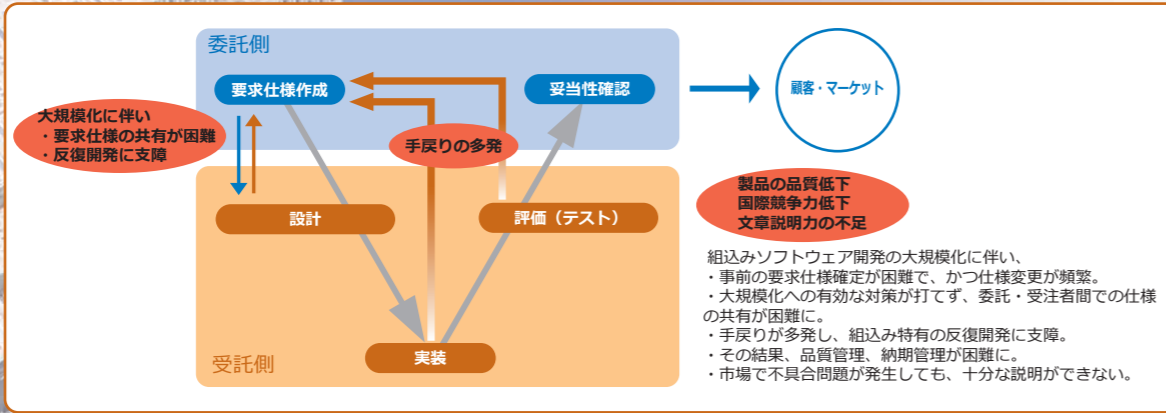 委託側
要求仕様作成
妥当性確認
顧客・マーケット
大規模化に伴い
・要求仕様の共有が困難
・反復開発に支障
手戻りの多発
設計
評価（テスト）
実装
受託側
製品の品質低下
国際競争力低下
文章説明力の不足
組込みソフトウェア開発の大規模化に伴い、
・事前の要求仕様確定が困難で、かつ仕様変更が頻繁。
・大規模化への有効な対策が打てず、委託・受注者間での仕様
の共有が困難に。
・手戻りが多発し、組込み特有の反復開発に支障。
・その結果、品質管理、納期管理が困難に。
・市場で不具合問題が発生しても、十分な説明ができない。